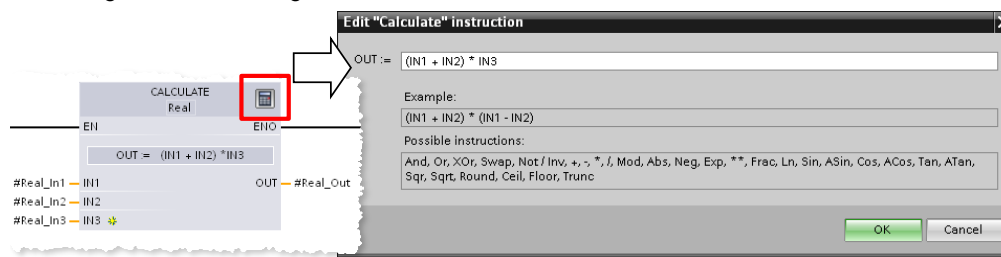 Edit "Calculate" instruction
OUT := (IN1 + IN2) * IN3
Example:
(IN1 + IN2) * (IN1 - IN2)
Possible instructions:
And, Or, XOr, Swap, Not / Inv, +, -, *, /, Mod, Abs, Neg, Exp, **, Frac, Ln, Sin, ASin, Cos, ACos, Tan, ATan,
Sqr, Sqrt, Round, Ceil, Floor, Trunc
OK Cancel
CALCULATE
Real
EN ENO
OUT := (IN1 + IN2) *IN3
#Real_In1 IN1 OUT #Real_Out
#Real_In2 IN2
#Real_In3 IN3